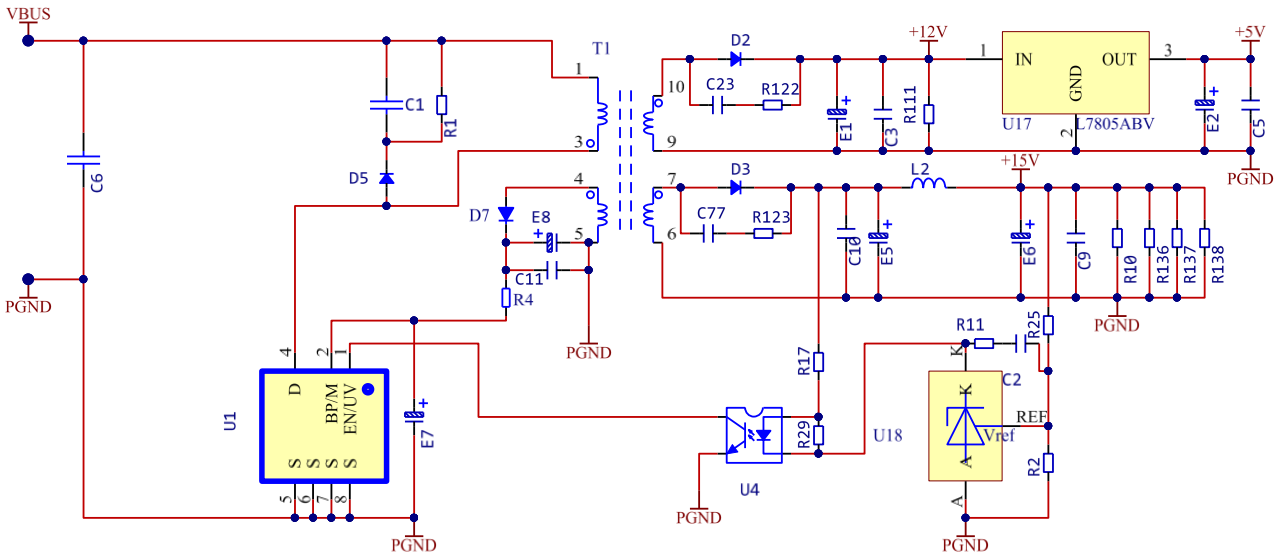 VBUS
T1
D2
+12V
+5V
1
IN
OUT
3
GND
2
U17
L7805ABV
10
C23
R122
E1
C3
R111
E2
C5
PGND
1
3
C1
R1
D5
C6
9
+15V
D3
L2
7
C77
R123
C10
E5
E6
C9
R10
R136
R137
R138
6
4
D7
E8
+
5
C11
R4
PGND
PGND
PGND
4
2
1
D
BP/M
EN/UV
S
S
S
S
5
6
7
8
U1
E7
PGND
R17
R29
U4
PGND
R11
R25
K
C2
K
REF
Vref
U18
A
R2
A
PGND